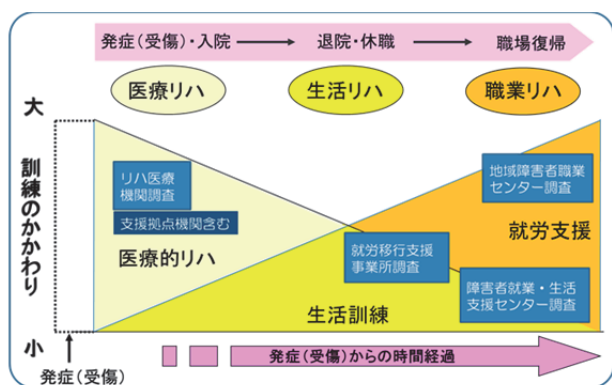 発症(受傷)・入院 → 退院・休職 → 職場復帰
医療リハ 生活リハ 職業リハ
大
訓練のかかわり
小
リハ医療
機関調査
支援拠点機関含む
医療的リハ
地域障害者職業
センター調査
就労支援
就労移行支援
事業所調査
障害者就業・生活
支援センター調査
生活訓練
発症(受傷)からの時間経過
発症(受傷)